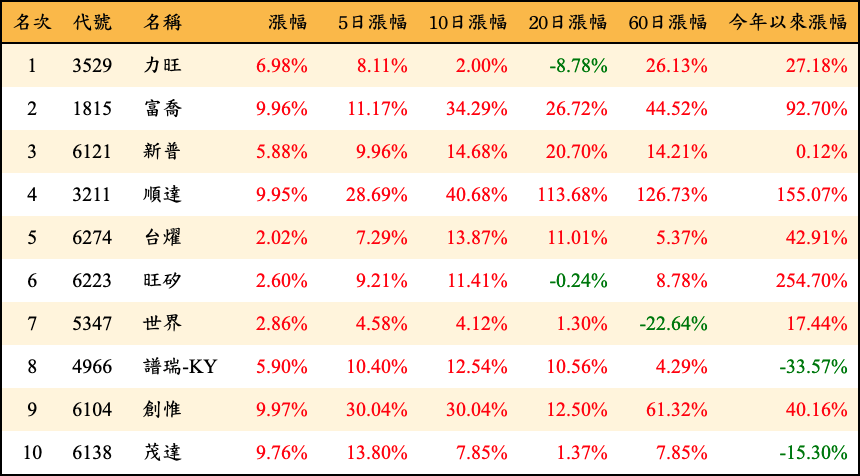 名次 代號 名稱 漲幅 5日漲幅 10日漲幅 20日漲幅 60日漲幅 今年以來漲幅
1 3529 力旺 6.98% 8.11% 2.00% -8.78% 26.13% 27.18%
2 1815 富喬 9.96% 11.17% 34.29% 26.72% 44.52% 92.70%
3 6121 新普 5.88% 9.96% 14.68% 20.70% 14.21% 0.12%
4 3211 順達 9.95% 28.69% 40.68% 113.68% 126.73% 155.07%
5 6274 台燿 2.02% 7.29% 13.87% 11.01% 5.37% 42.91%
6 6223 旺矽 2.60% 9.21% 11.41% -0.24% 8.78% 254.70%
7 5347 世界 2.86% 4.58% 4.12% 1.30% -22.64% 17.44%
8 4966 譜瑞-KY 5.90% 10.40% 12.54% 10.56% 4.29% -33.57%
9 6104 創惟 9.97% 30.04% 30.04% 12.50% 61.32% 40.16%
10 6138 茂達 9.76% 13.80% 7.85% 1.37% 7.85% -15.30%